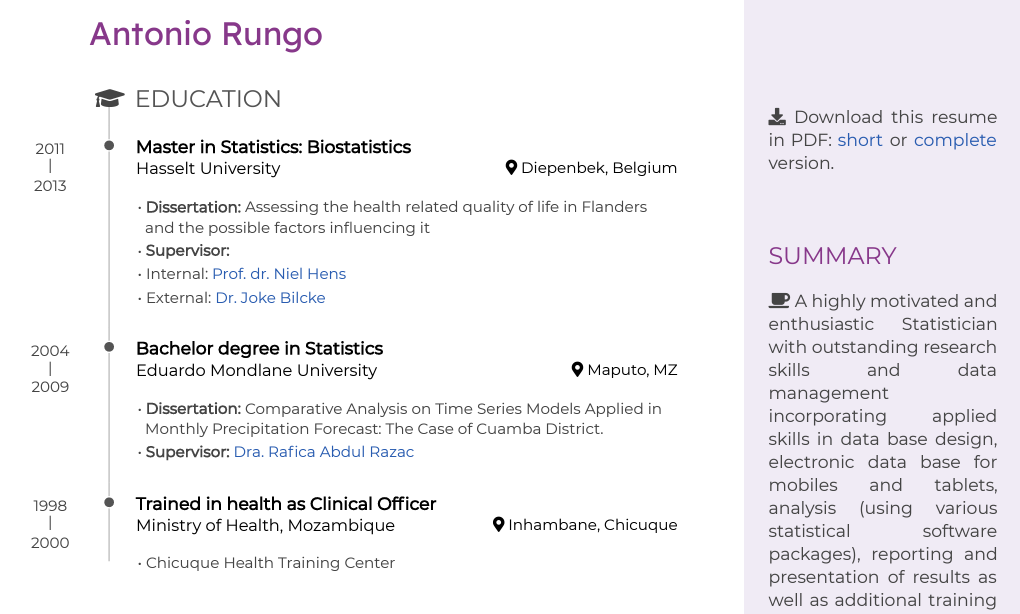 Antonio Rungo
EDUCATION
2011
|
2013
Master in Statistics: Biostatistics
Hasselt University
Diepenbek, Belgium
· Dissertation: Assessing the health related quality of life in Flanders
and the possible factors influencing it
· Supervisor:
· Internal: Prof. dr. Niel Hens
· External: Dr. Joke Bilcke
2004
|
2009
Bachelor degree in Statistics
Eduardo Mondlane University
Maputo, MZ
· Dissertation: Comparative Analysis on Time Series Models Applied in
Monthly Precipitation Forecast: The Case of Cuamba District.
· Supervisor: Dra. Rafica Abdul Razac
1998
|
2000
Trained in health as Clinical Officer
Ministry of Health, Mozambique
Inhambane, Chicuque
· Chicuque Health Training Center
Download this resume
in PDF: short or complete
version.
SUMMARY
A highly motivated and
enthusiastic Statistician
with outstanding research
skills and data
management
incorporating applied
skills in data base design,
electronic data base for
mobiles and tablets,
analysis (using various
statistical software
packages), reporting and
presentation of results as
well as additional training